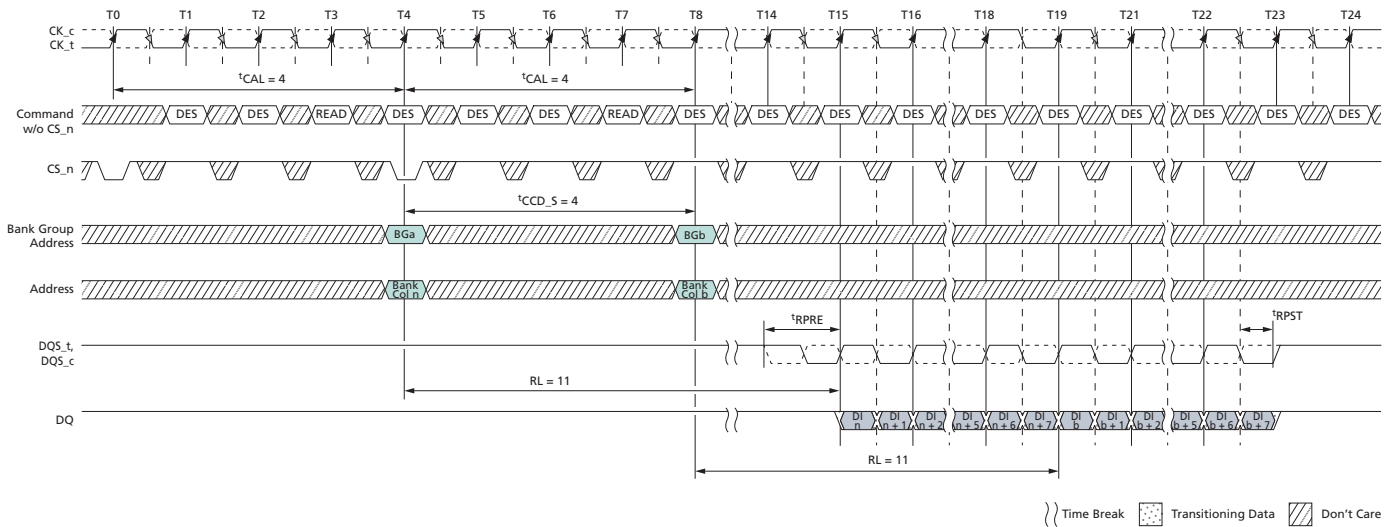 T0 T1 T2 T3 T4 T5 T6 T7 T8 T14 T15 T16 T18 T19 T21 T22 T23 T24
CK_c
CK_t
tCAL = 4 tCAL = 4
Command w/o CS_n DES DES READ DES DES DES READ DES DES DES DES DES DES DES DES DES DES
CS_n
tCCD_S = 4
Bank Group Address BGa BGb
Address Bank Col n Bank Col b
tRPRE tRPST
DQS_t,
DQS_c
RL = 11
DQ DI n DI n + 1 DI n + 2 DI n + 5 DI n + 6 DI n + 7 DI b DI b + 1 DI b + 2 DI b + 5 DI b + 6 DI b + 7
RL = 11
Time Break Transitioning Data Don't Care